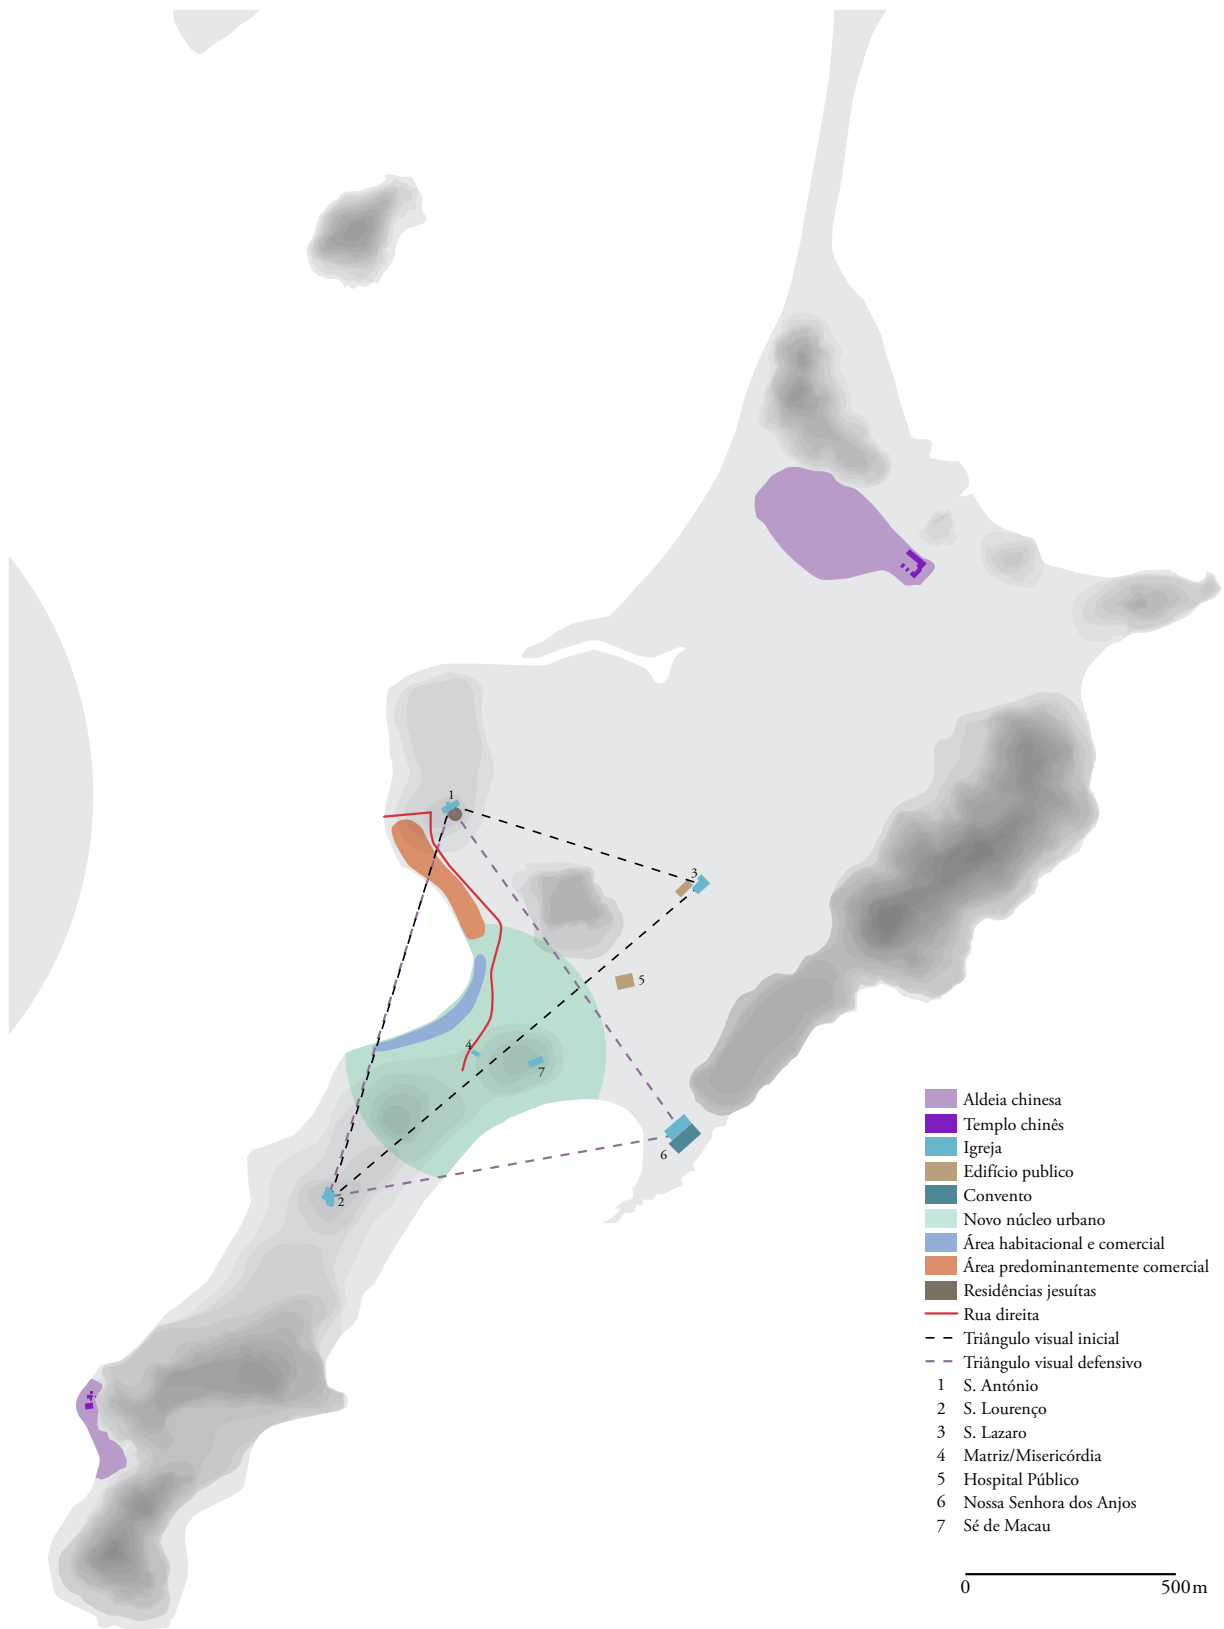 1
3
5
4
7
6
2
Aldeia chinesa
Templo chinês
Igreja
Edifício publico
Convento
Novo núcleo urbano
Área habitacional e comercial
Área predominantemente comercial
Residências jesuítas
Rua direita
Triângulo visual inicial
Triângulo visual defensivo
1 S. António
2 S. Lourenço
3 S. Lazaro
4 Matriz/Misericórdia
5 Hospital Público
6 Nossa Senhora dos Anjos
7 Sé de Macau
0 500m